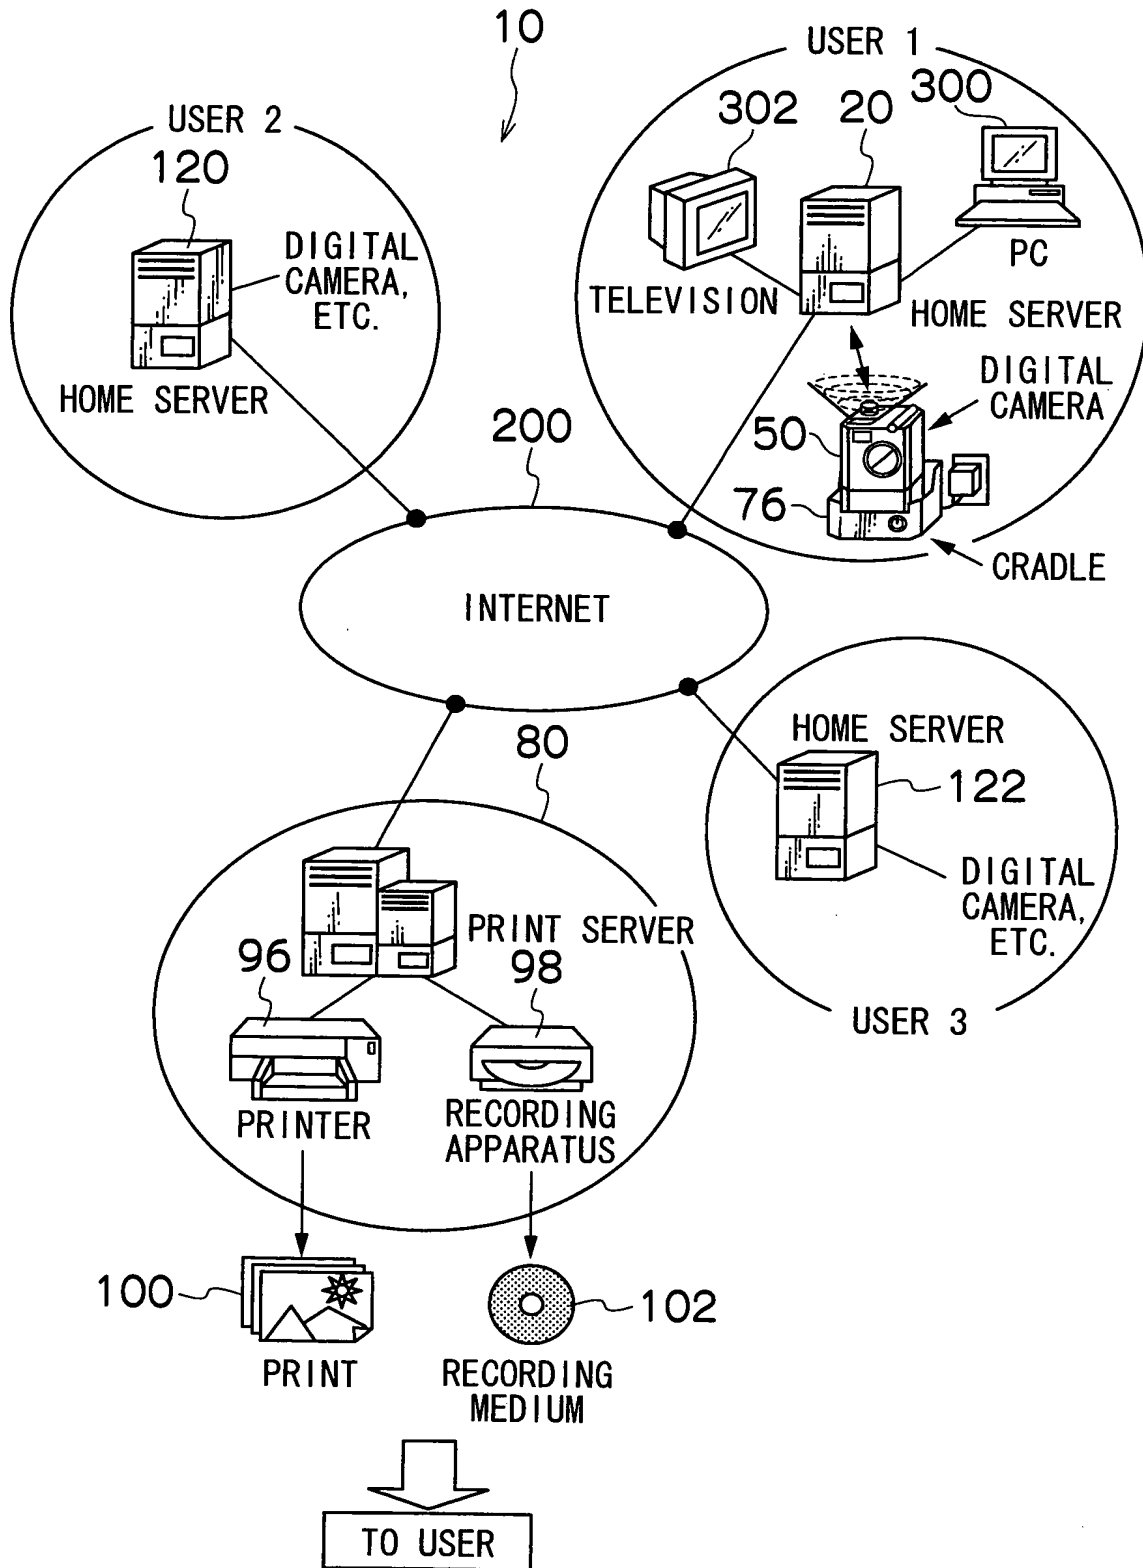 10
USER 1
USER 2
302
20
300
120
DIGITAL
CAMERA,
ETC.
PC
TELEVISION
HOME SERVER
HOME SERVER
DIGITAL
CAMERA
200
50
76
CRADLE
INTERNET
80
HOME SERVER
122
DIGITAL
CAMERA,
ETC.
PRINT SERVER
96
98
USER 3
PRINTER
RECORDING
APPARATUS
100
102
PRINT
RECORDING
MEDIUM
TO USER